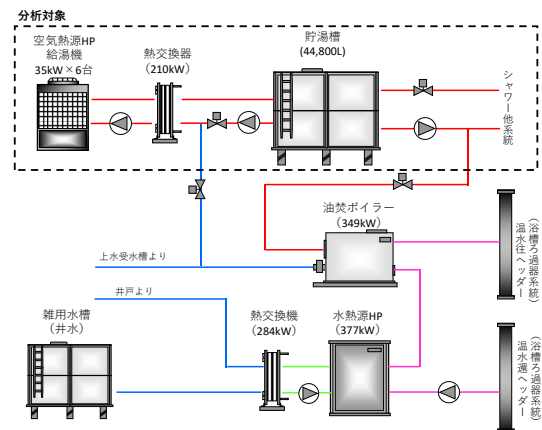 分析対象
空気熱源HP
給湯機
35kW×6台
熱交換器
(210kW)
貯湯槽
(44,800L)
シャワー他系統
油焚ボイラー
(349kW)
温水往ヘッダー
(浴槽ろ過器系統)
上水受水槽より
井戸より
雑用水槽
(井水)
熱交換機
(284kW)
水熱源HP
(377kW)
温水還ヘッダー
(浴槽ろ過器系統)